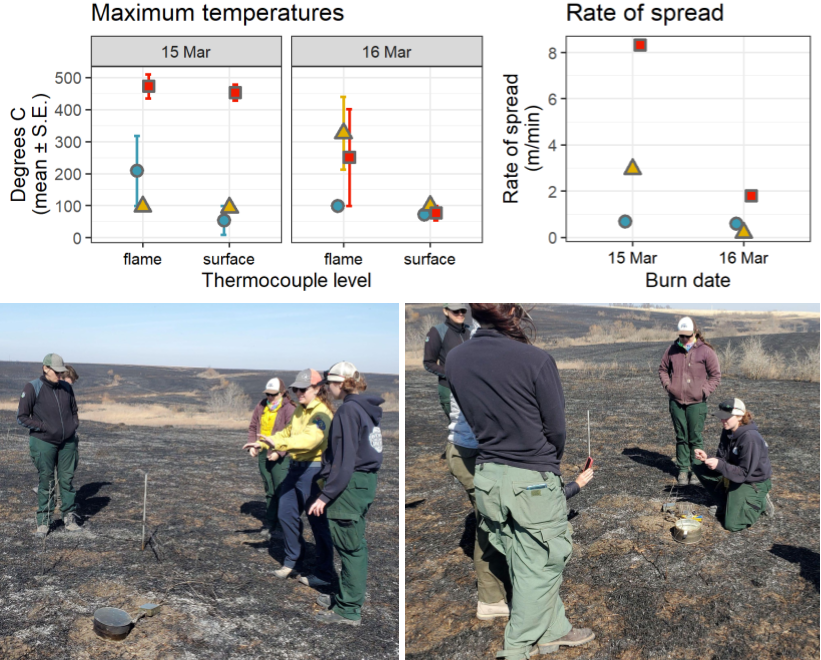 Maximum temperatures
15 Mar
16 Mar
Degrees C
(mean ± S.E.)
500
400
300
200
100
0
flame
surface
flame
surface
Thermocouple level
Rate of spread
Rate of spread
(m/min)
8
6
4
2
0
15 Mar
16 Mar
Burn date